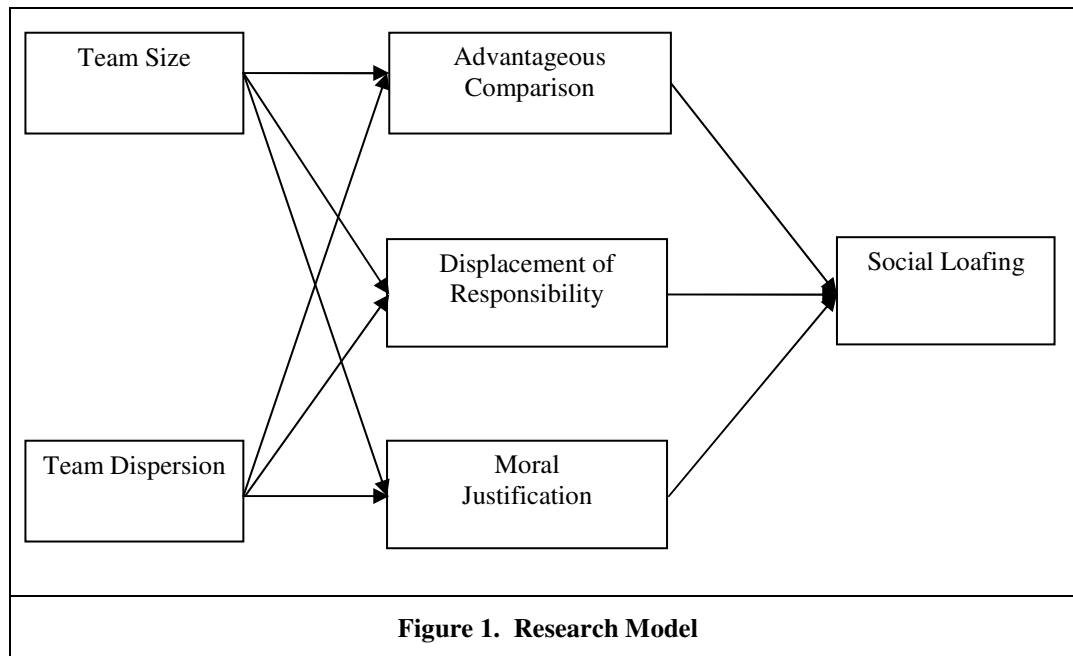 Team Size
Advantageous
Comparison
Displacement of
Responsibility
Social Loafing
Team Dispersion
Moral
Justification
Figure 1. Research Model